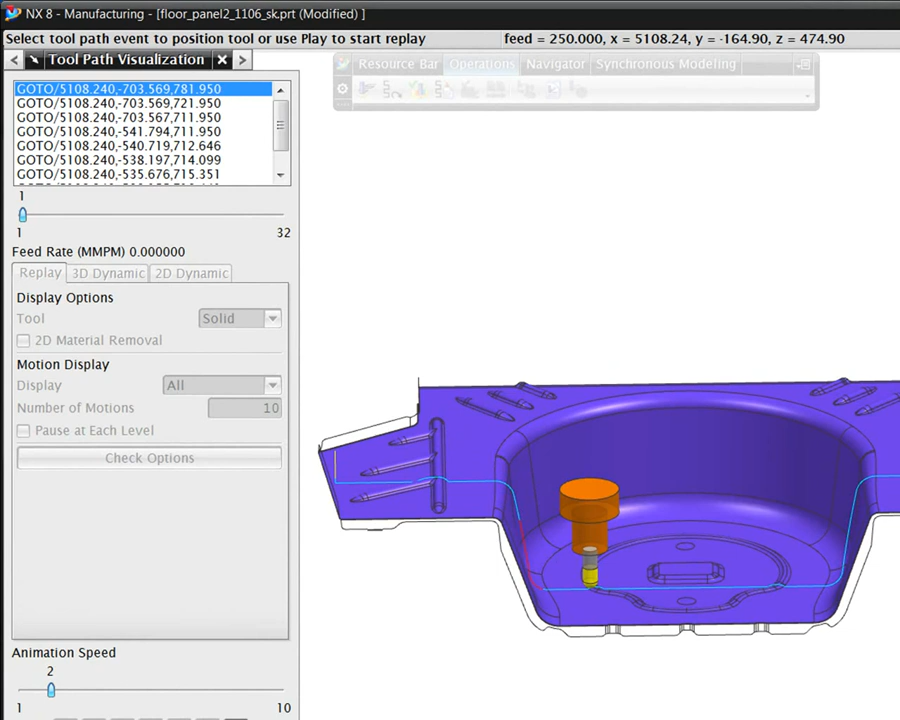 NX 8 - Manufacturing - [floor_panel2_1106_sk.prt (Modified) ]
Select tool path event to position tool or use Play to start replay
feed = 250.000, x = 5108.24, y = -164.90, z = 474.90
Tool Path Visualization
Resource Bar Operations Navigator Synchronous Modeling
GOTO/5108.240,-703.569,781.950
GOTO/5108.240,-703.569,721.950
GOTO/5108.240,-703.567,711.950
GOTO/5108.240,-541.794,711.950
GOTO/5108.240,-540.719,712.646
GOTO/5108.240,-538.197,714.099
GOTO/5108.240,-535.676,715.351
1
1 32
Feed Rate (MMPM) 0.000000
Replay 3D Dynamic 2D Dynamic
Display Options
Tool Solid
2D Material Removal
Motion Display
Display All
Number of Motions 10
Pause at Each Level
Check Options
Animation Speed
2
1 10